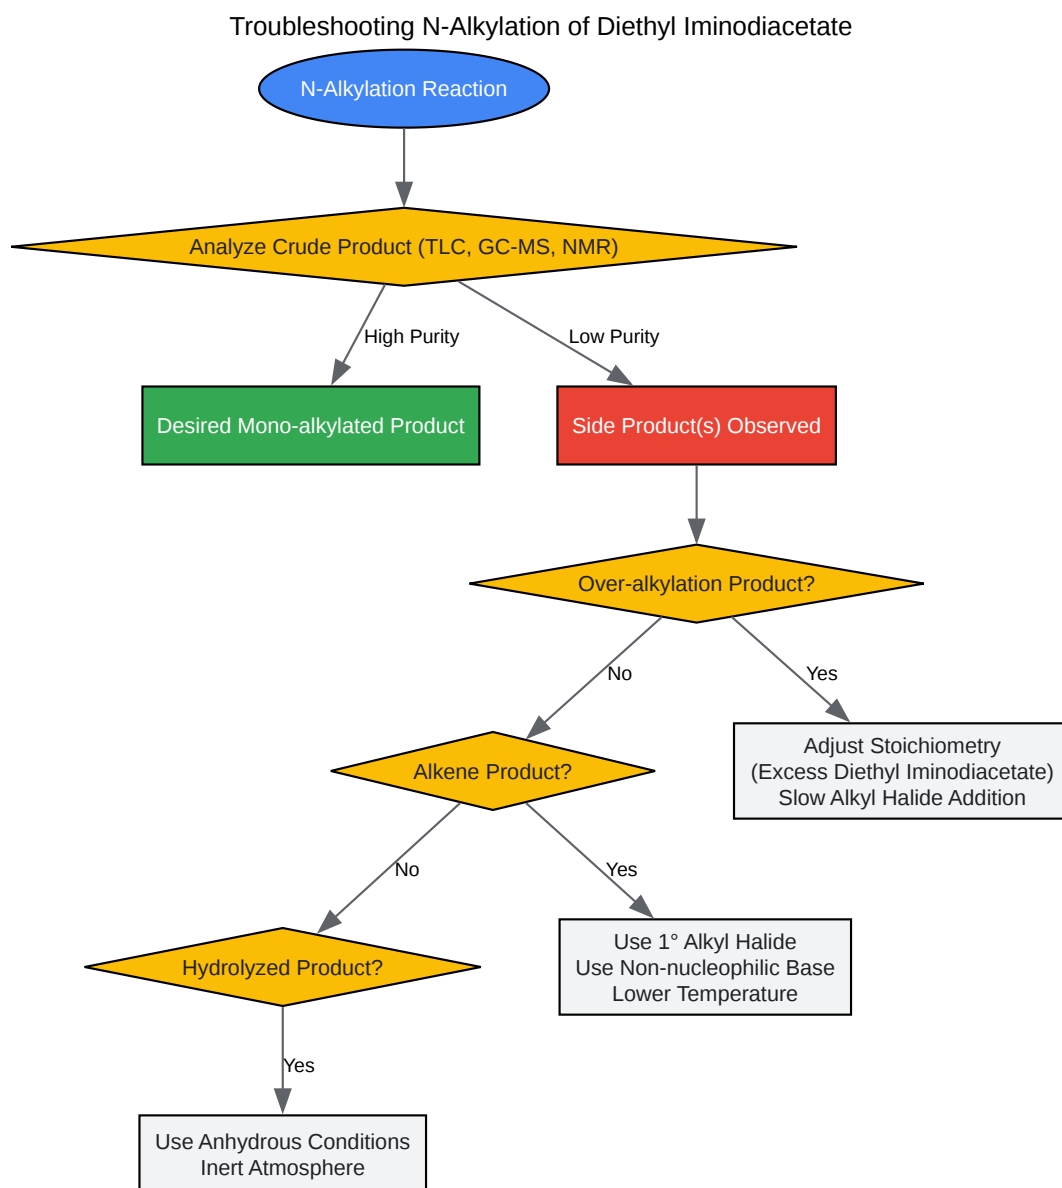 Troubleshooting N-Alkylation of Diethyl Iminodiacetate
N-Alkylation Reaction
Analyze Crude Product (TLC, GC-MS, NMR)
High Purity
Low Purity
Desired Mono-alkylated Product
Side Product(s) Observed
Over-alkylation Product?
No
Yes
Alkene Product?
Adjust Stoichiometry
(Excess Diethyl Iminodiacetate)
Slow Alkyl Halide Addition
No
Yes
Hydrolyzed Product?
Use 1° Alkyl Halide
Use Non-nucleophilic Base
Lower Temperature
Yes
Use Anhydrous Conditions
Inert Atmosphere